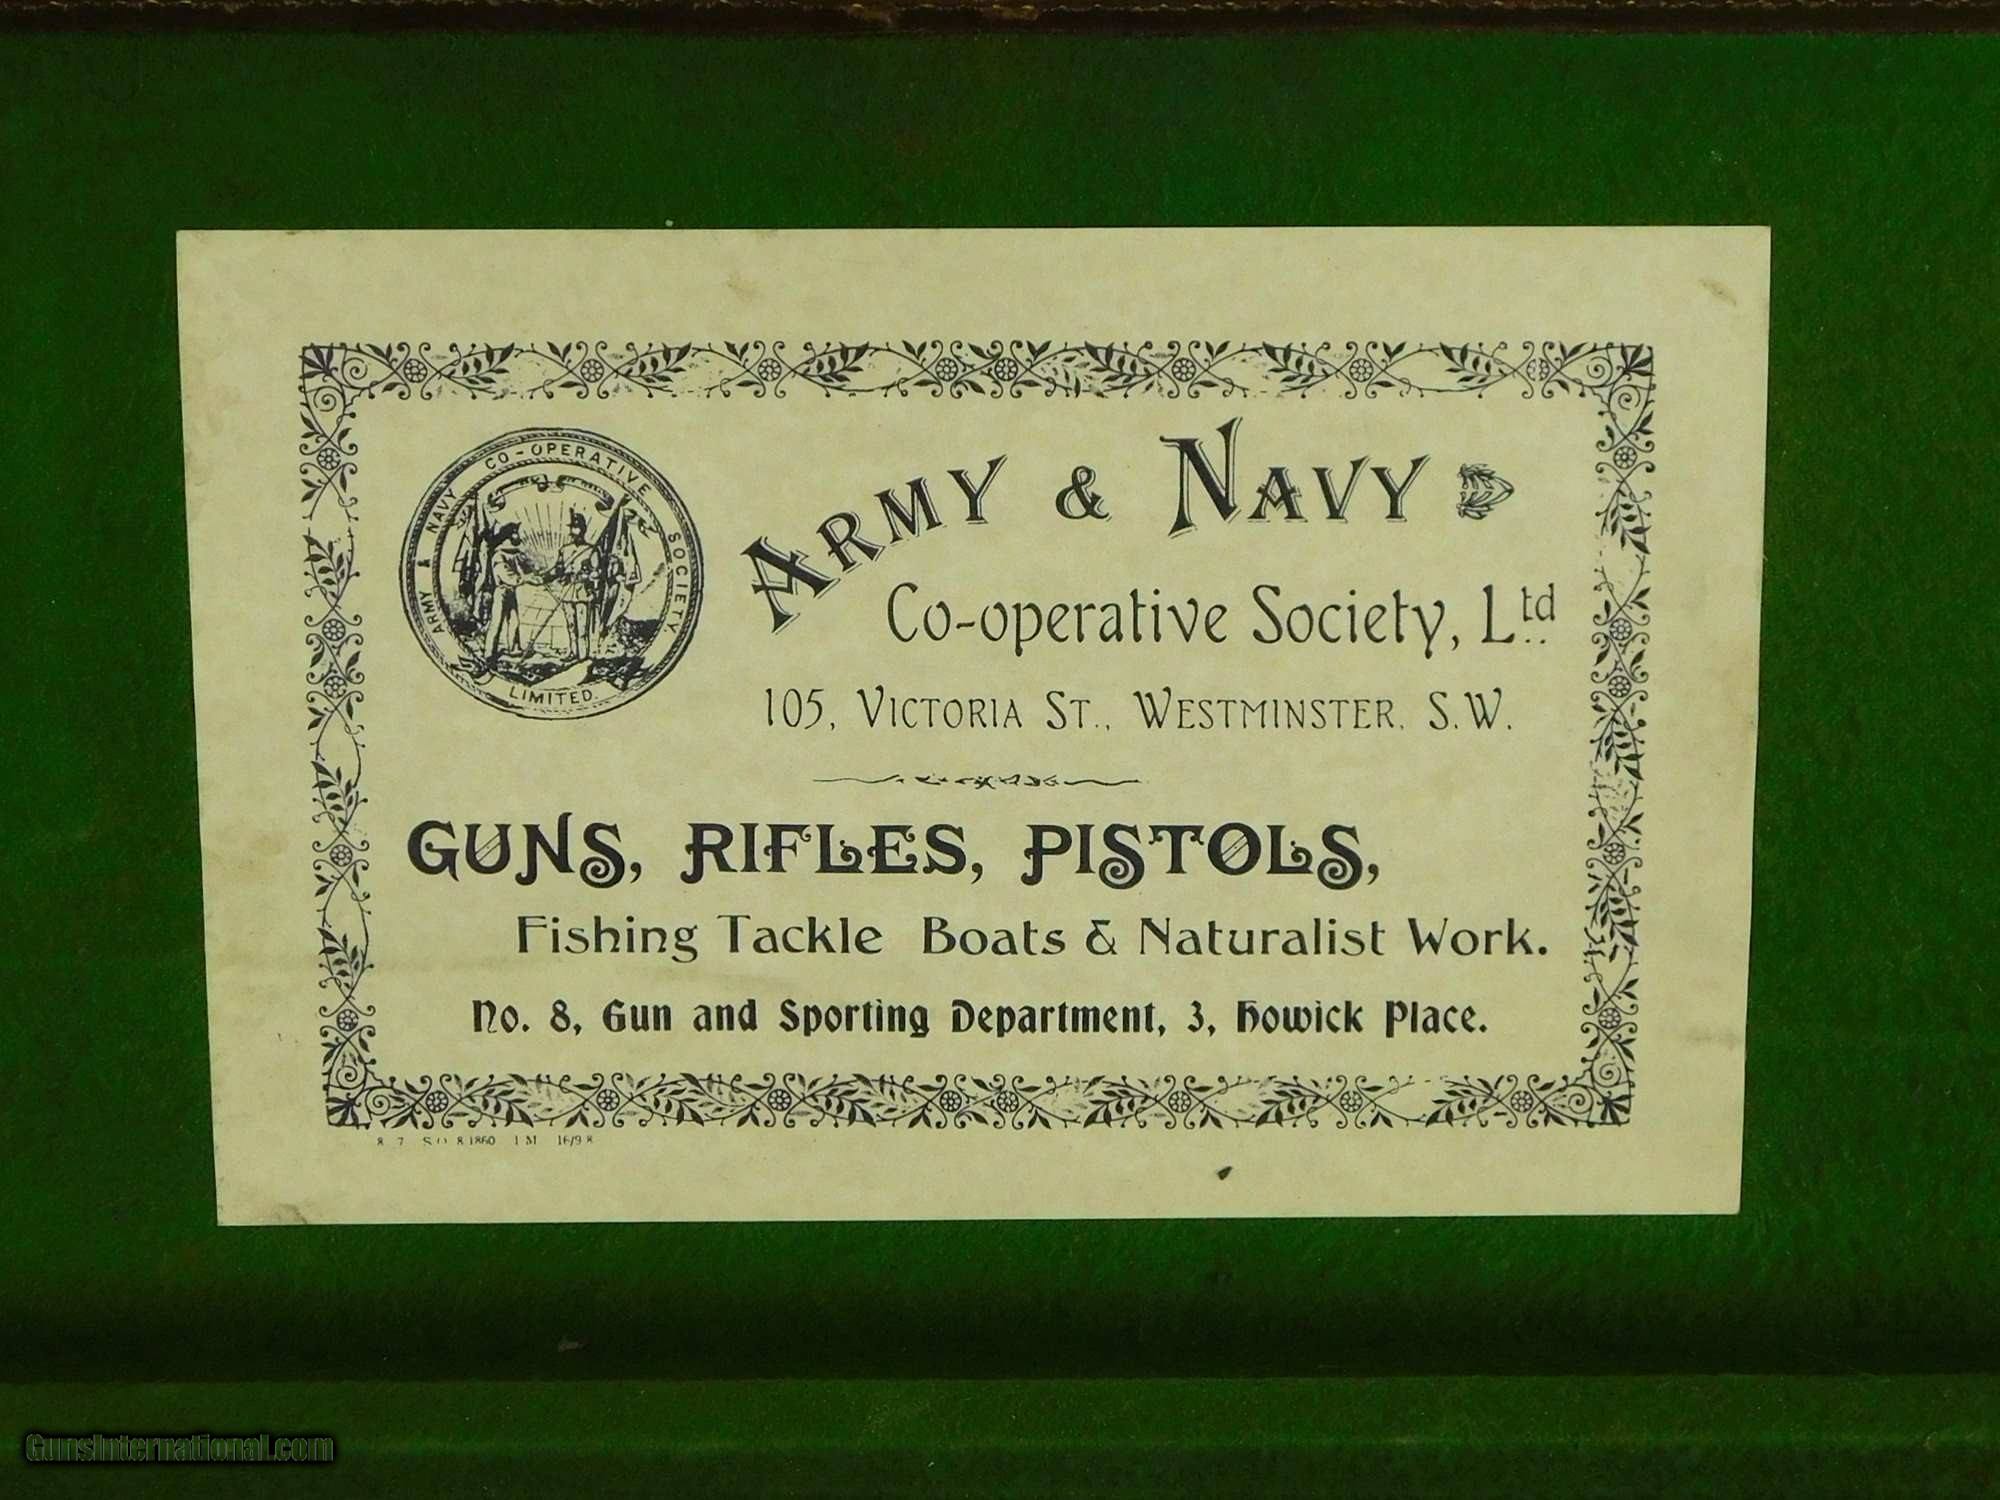 ARMY & NAVY CO-OPERATIVE SOCIETY
LIMITED.
ARMY & NAVY
Co-operative Society, Ltd
105, VICTORIA ST., WESTMINSTER. S.W.
GUNS, RIFLES, PISTOLS,
Fishing Tackle Boats & Naturalist Work.
No. 8, Gun and Sporting Department, 3, Howick Place.
GunsInternational.com